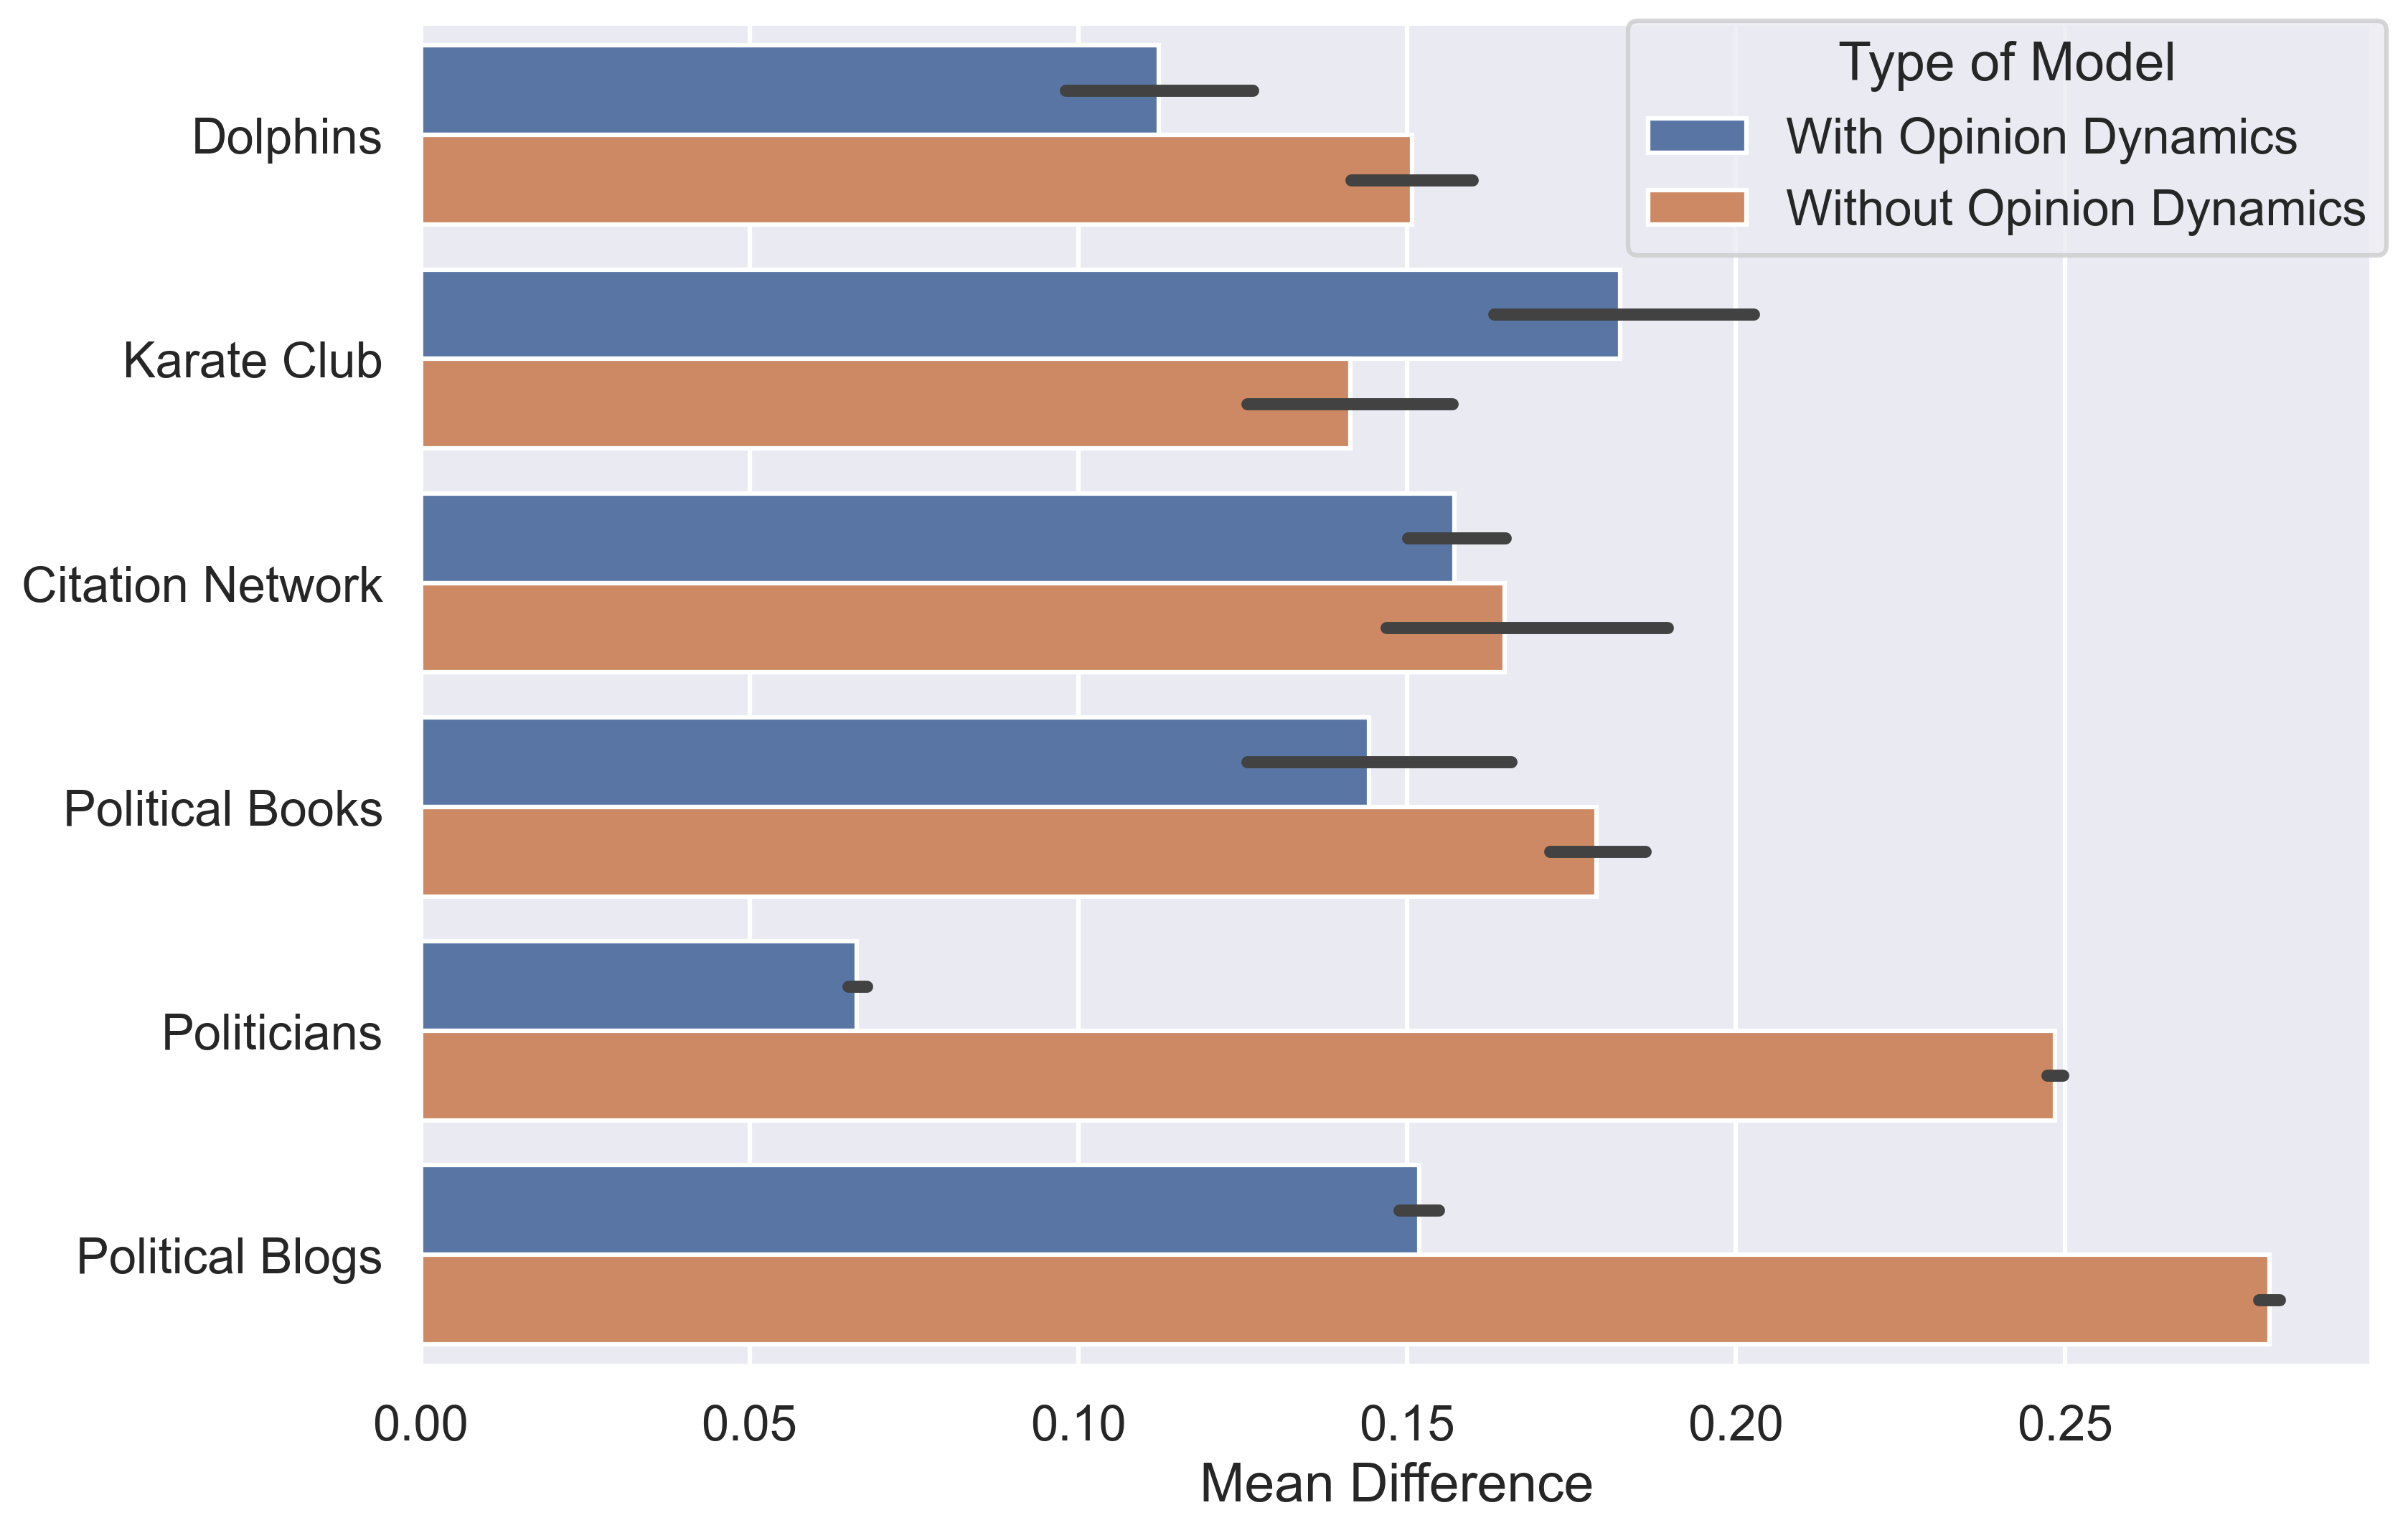 Type of Model
With Opinion Dynamics
Without Opinion Dynamics
Dolphins
Karate Club
Citation Network
Political Books
Politicians
Political Blogs
0.00 0.05 0.10 0.15 0.20 0.25
Mean Difference